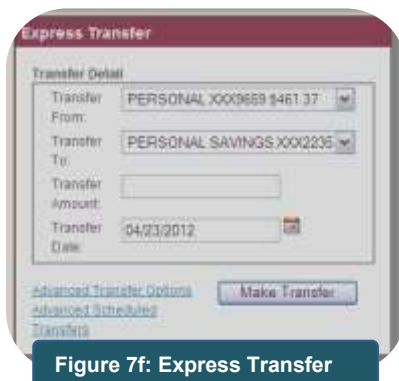 Express Transfer
Transfer Detail
Transfer From: PERSONAL XXX9659 $461.37
Transfer To: PERSONAL SAVINGS XXX2235
Transfer Amount:
Transfer Date: 04/23/2012
Advanced Transfer Options
Make Transfer
Advanced Scheduled
Transfers
Figure 7f: Express Transfer